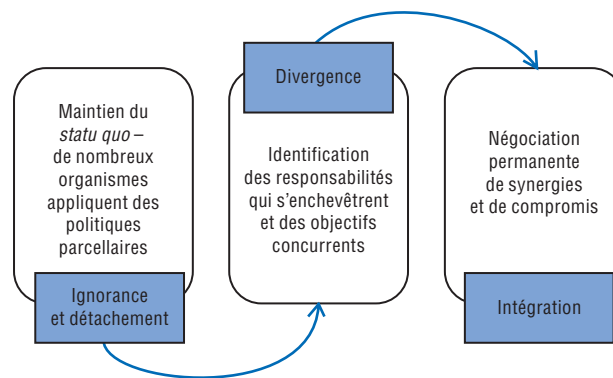 Maintien du
statu quo –
de nombreux
organismes
appliquent des
politiques
parcellaires
Ignorance
et détachement
Divergence
Identification
des responsabilités
qui s'enchevêtrent
et des objectifs
concurrents
Négociation
permanente
de synergies
et de compromis
Intégration